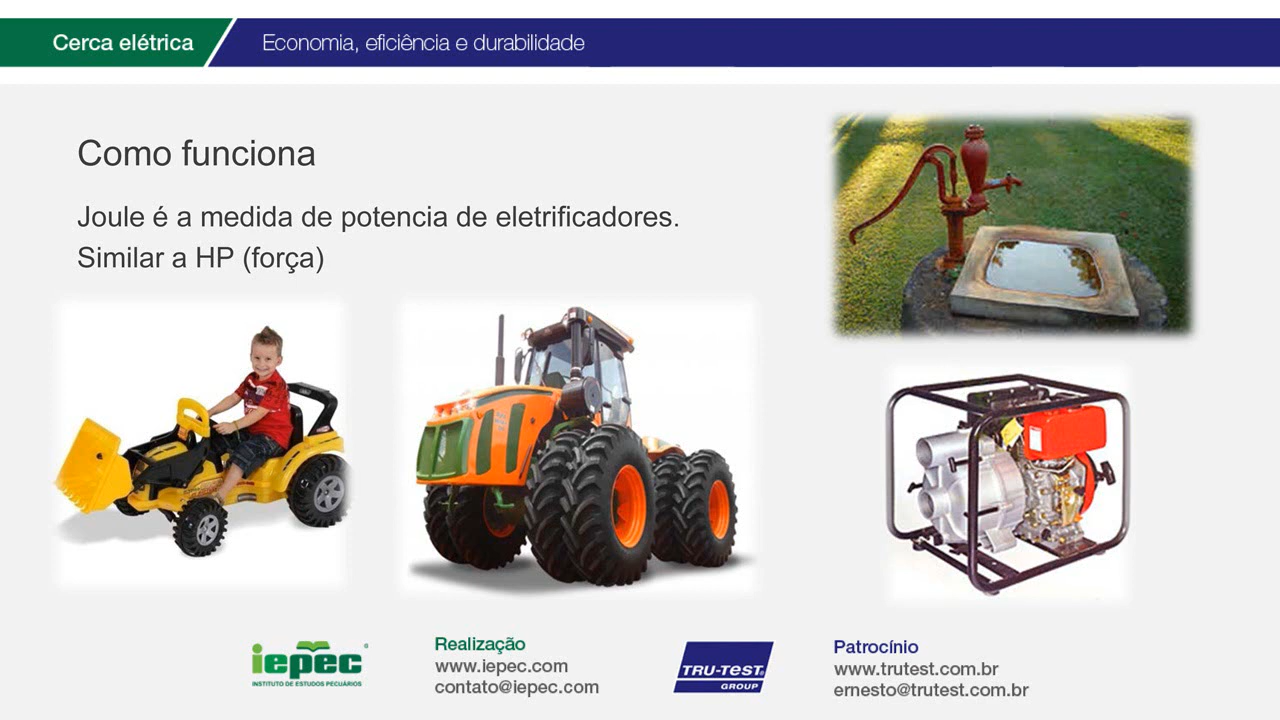 Cerca elétrica
Economia, eficiência e durabilidade
Como funciona
Joule é a medida de potencia de eletrificadores.
Similar a HP (força)
iepec
INSTITUTO DE ESTUDOS PECUÁRIOS
Realização
www.iepec.com
contato@iepec.com
TRU-TEST®
GROUP
Patrocínio
www.trutest.com.br
ernesto@trutest.com.br